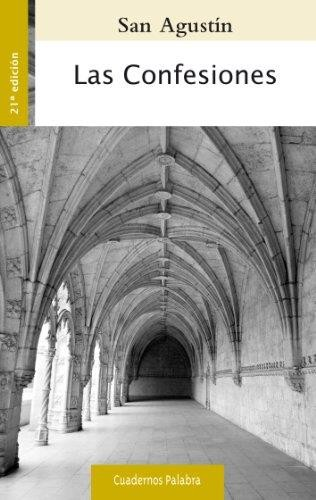 San Agustín
Las Confesiones
21ª edición
Cuadernos Palabra